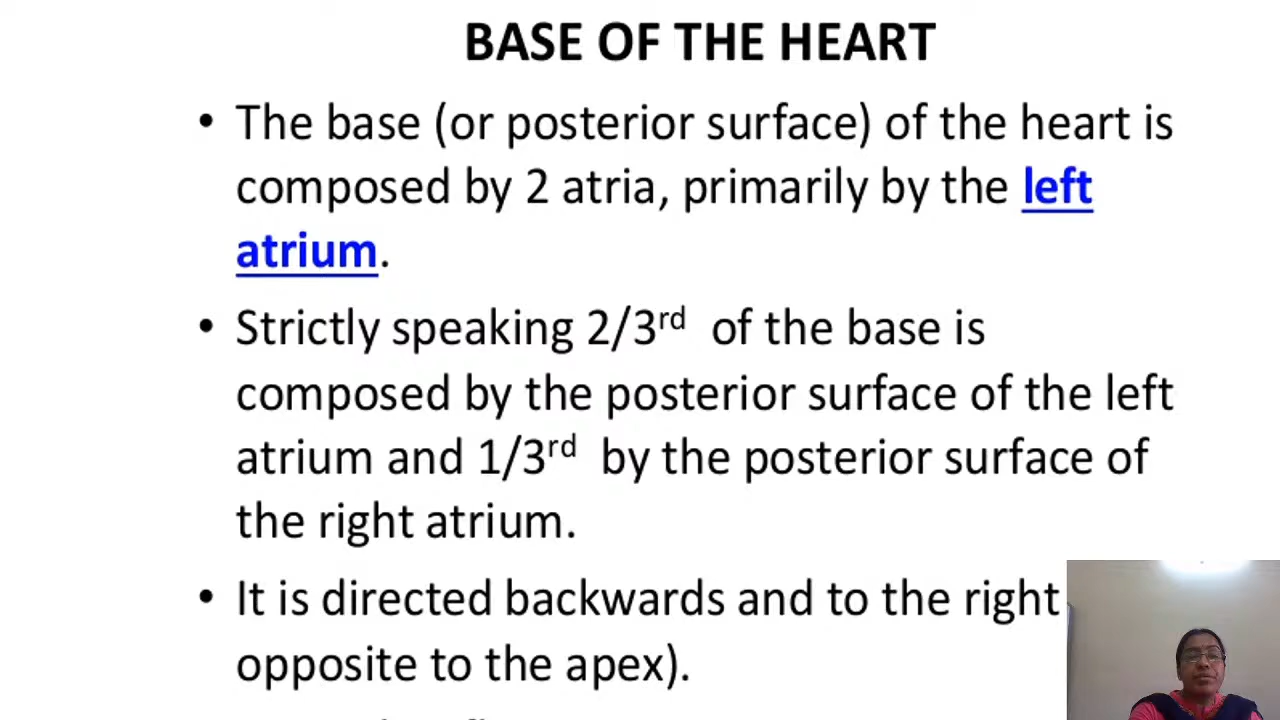 BASE OF THE HEART
• The base (or posterior surface) of the heart is
composed by 2 atria, primarily by the left
atrium.
• Strictly speaking 2/3rd of the base is
composed by the posterior surface of the left
atrium and 1/3rd by the posterior surface of
the right atrium.
• It is directed backwards and to the right
opposite to the apex).